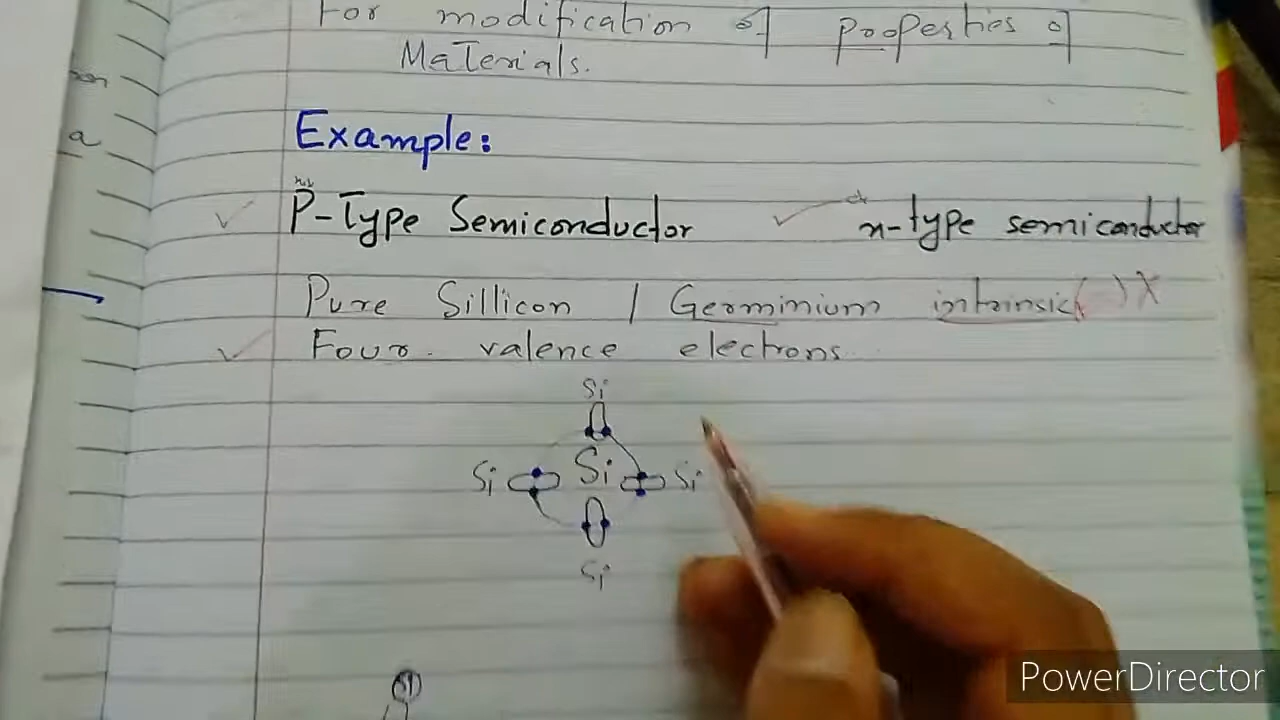 For modification of properties of
Materials.
a
Example:
P-Type Semiconductor
n-type semiconductor
Pure Sillicon / Germinium intrinsic ( ) X
Four valence electrons
Si
Si Si Si
Si
PowerDirector